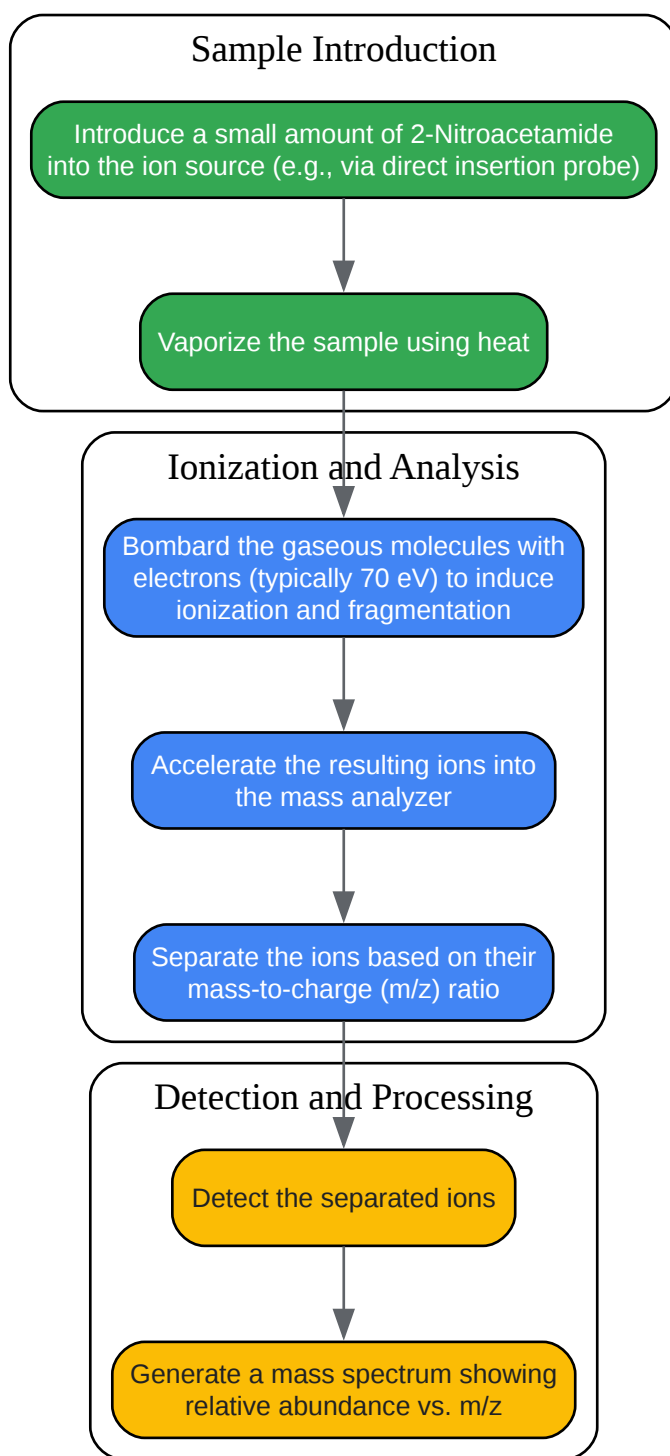 Sample Introduction
Introduce a small amount of 2-Nitroacetamide
into the ion source (e.g., via direct insertion probe)
Vaporize the sample using heat
Ionization and Analysis
Bombard the gaseous molecules with
electrons (typically 70 eV) to induce
ionization and fragmentation
Accelerate the resulting ions into
the mass analyzer
Separate the ions based on their
mass-to-charge (m/z) ratio
Detection and Processing
Detect the separated ions
Generate a mass spectrum showing
relative abundance vs. m/z